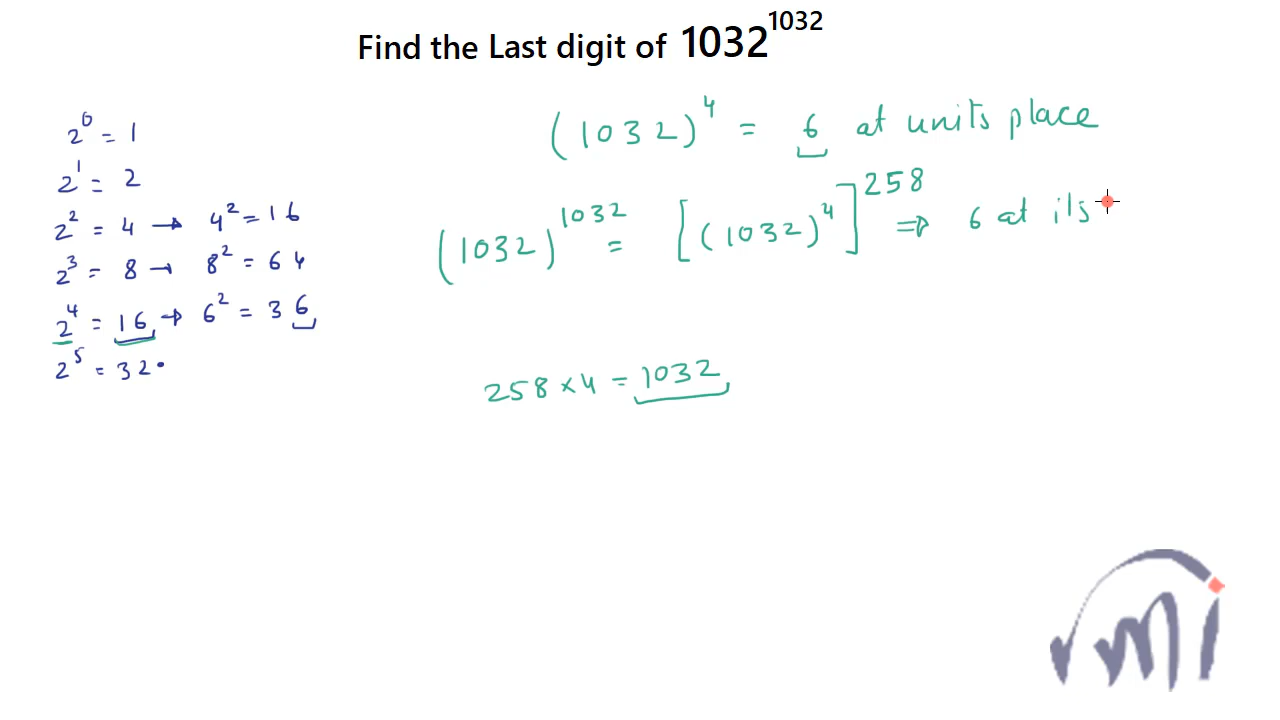 Find the Last digit of 1032^1032
2^0 = 1
2^1 = 2
2^2 = 4 → 4^2 = 16
2^3 = 8 → 8^2 = 64
2^4 = 16 → 6^2 = 36
2^5 = 32
(1032)^4 = 6 at units place
(1032)^1032 = [(1032)^4]^258 ⇒ 6 at its
258 × 4 = 1032
rmi